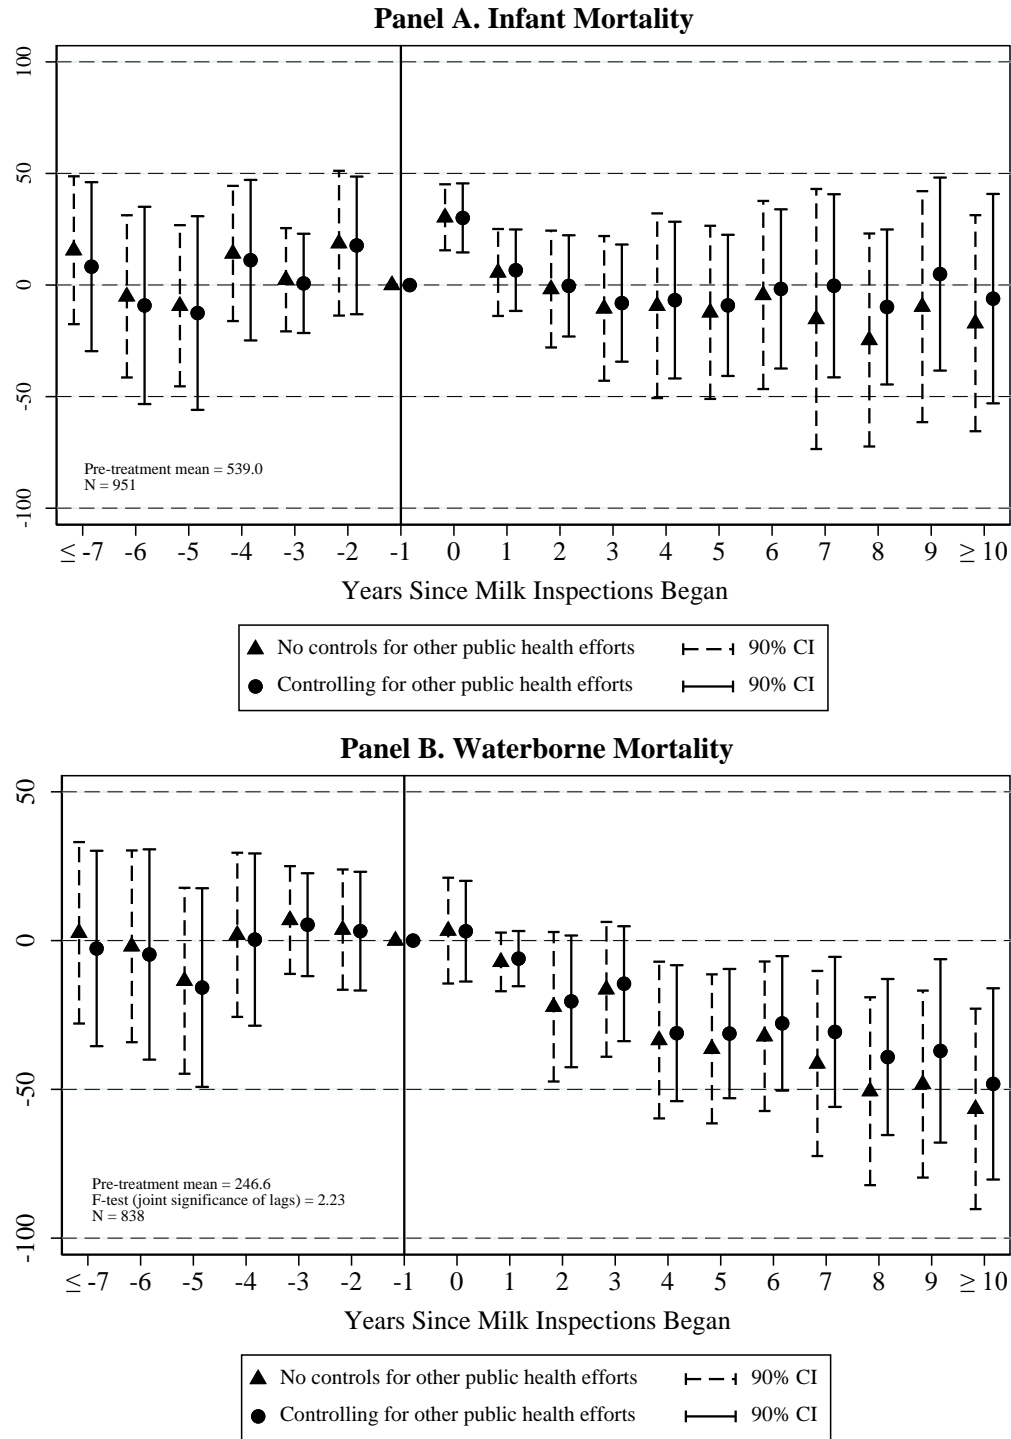 Panel A. Infant Mortality
100
50
0
-50
-100
Pre-treatment mean = 539.0
N = 951
≤ -7 -6 -5 -4 -3 -2 -1 0 1 2 3 4 5 6 7 8 9 ≥ 10
Years Since Milk Inspections Began
No controls for other public health efforts 90% CI
Controlling for other public health efforts 90% CI
Panel B. Waterborne Mortality
50
0
-50
-100
Pre-treatment mean = 246.6
F-test (joint significance of lags) = 2.23
N = 838
≤ -7 -6 -5 -4 -3 -2 -1 0 1 2 3 4 5 6 7 8 9 ≥ 10
Years Since Milk Inspections Began
No controls for other public health efforts 90% CI
Controlling for other public health efforts 90% CI